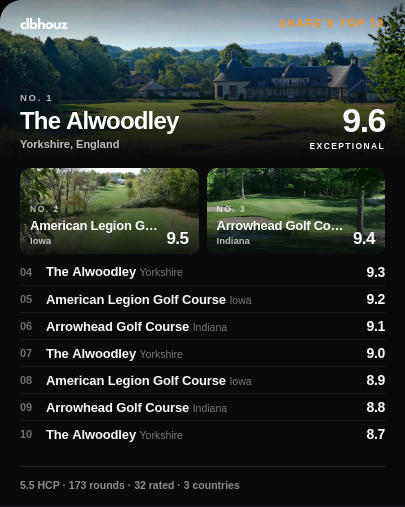 clbhouz
SHANE'S TOP 10
NO. 1
The Alwoodley
Yorkshire, England
9.6
EXCEPTIONAL
NO. 2
American Legion G...
Iowa
9.5
NO. 3
Arrowhead Golf Co...
Indiana
9.4
04 The Alwoodley Yorkshire 9.3
05 American Legion Golf Course Iowa 9.2
06 Arrowhead Golf Course Indiana 9.1
07 The Alwoodley Yorkshire 9.0
08 American Legion Golf Course Iowa 8.9
09 Arrowhead Golf Course Indiana 8.8
10 The Alwoodley Yorkshire 8.7
5.5 HCP · 173 rounds · 32 rated · 3 countries